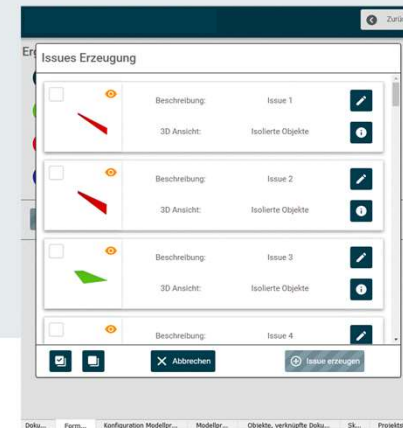 Zurü
Erg
Issues Erzeugung
Beschreibung: Issue 1
3D Ansicht: Isolierte Objekte
Beschreibung: Issue 2
3D Ansicht: Isolierte Objekte
Beschreibung: Issue 3
3D Ansicht: Isolierte Objekte
Beschreibung: Issue 4
Abbrechen
Issue erzeugen
Doku... Form... Konfiguration Modellpr... Modellpr... Objekte, verknüpfte Doku... Sk... Projekts